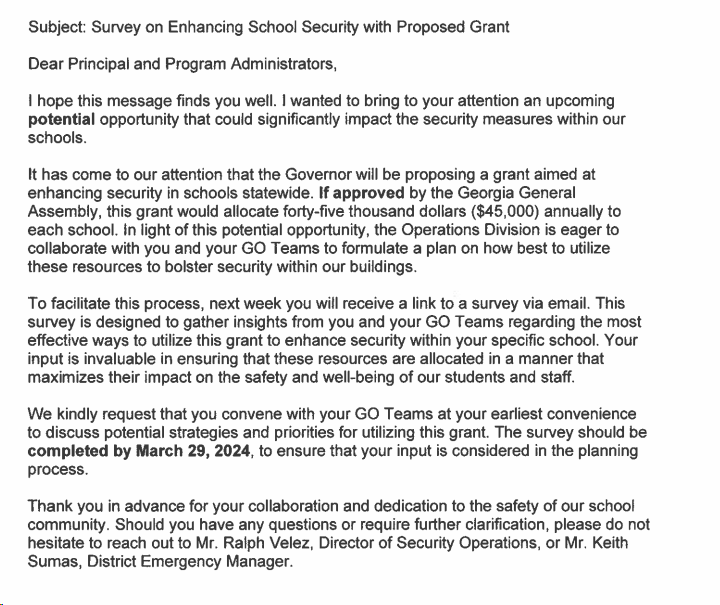 Subject: Survey on Enhancing School Security with Proposed Grant
Dear Principal and Program Administrators,
I hope this message finds you well. I wanted to bring to your attention an upcoming
potential opportunity that could significantly impact the security measures within our
schools.
It has come to our attention that the Governor will be proposing a grant aimed at
enhancing security in schools statewide. If approved by the Georgia General
Assembly, this grant would allocate forty-five thousand dollars ($45,000) annually to
each school. In light of this potential opportunity, the Operations Division is eager to
collaborate with you and your GO Teams to formulate a plan on how best to utilize
these resources to bolster security within our buildings.
To facilitate this process, next week you will receive a link to a survey via email. This
survey is designed to gather insights from you and your GO Teams regarding the most
effective ways to utilize this grant to enhance security within your specific school. Your
input is invaluable in ensuring that these resources are allocated in a manner that
maximizes their impact on the safety and well-being of our students and staff.
We kindly request that you convene with your GO Teams at your earliest convenience
to discuss potential strategies and priorities for utilizing this grant. The survey should be
completed by March 29, 2024, to ensure that your input is considered in the planning
process.
Thank you in advance for your collaboration and dedication to the safety of our school
community. Should you have any questions or require further clarification, please do not
hesitate to reach out to Mr. Ralph Velez, Director of Security Operations, or Mr. Keith
Sumas, District Emergency Manager.